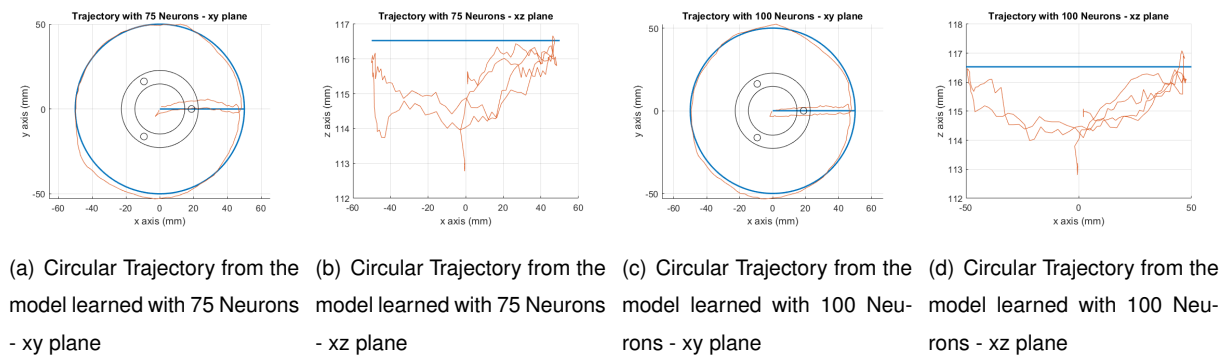 Trajectory with 75 Neurons - xy plane
50
0
-50
y axis (mm)
-60
-40
-20
0
20
40
60
x axis (mm)
Trajectory with 75 Neurons - xz plane
117
116
115
114
113
112
z axis (mm)
-60
-40
-20
0
20
40
60
x axis (mm)
Trajectory with 100 Neurons - xy plane
50
0
-50
y axis (mm)
-60
-40
-20
0
20
40
60
x axis (mm)
Trajectory with 100 Neurons - xz plane
118
117
116
115
114
113
112
z axis (mm)
-50
0
50
x axis (mm)
(a) Circular Trajectory from the
model learned with 75 Neurons
- xy plane
(b) Circular Trajectory from the
model learned with 75 Neurons
- xz plane
(c) Circular Trajectory from the
model learned with 100 Neu-
rons - xy plane
(d) Circular Trajectory from the
model learned with 100 Neu-
rons - xz plane